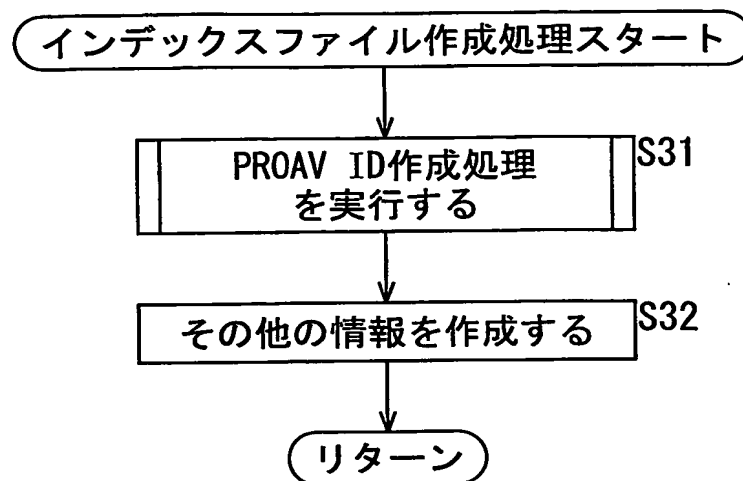 インデックスファイル作成処理スタート
PROAV ID作成処理
を実行する
S31
その他の情報を作成する
S32
リターン